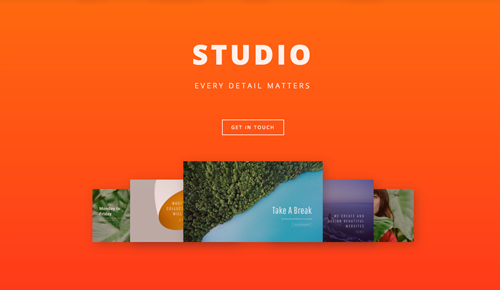 STUDIO
EVERY DETAIL MATTERS
GET IN TOUCH
Monday to
Friday
Take A Break
WE CREATE AND
DESIGN BEAUTIFUL
WEBSITES